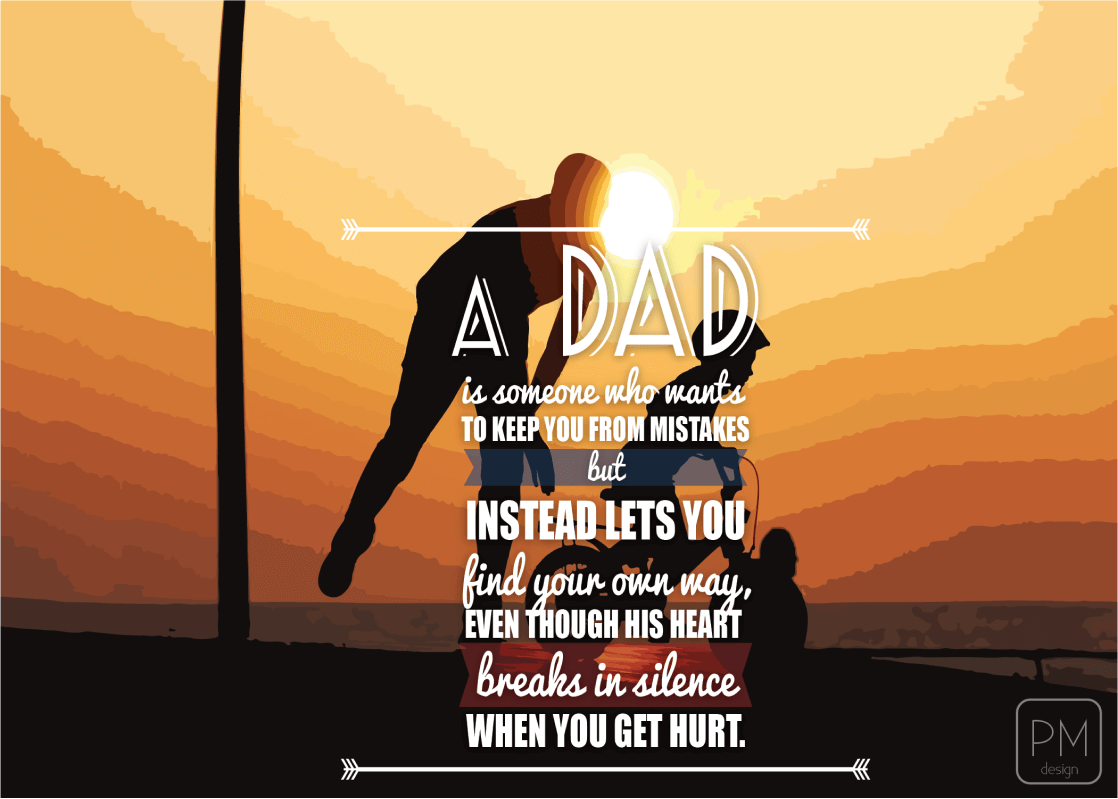 A DAD
is someone who wants
TO KEEP YOU FROM MISTAKES
but
INSTEAD LETS YOU
find your own way,
EVEN THOUGH HIS HEART
breaks in silence
WHEN YOU GET HURT.
PM
design